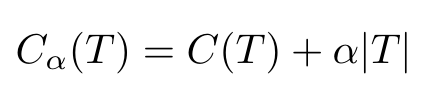 C_α(T) = C(T) + α|T|